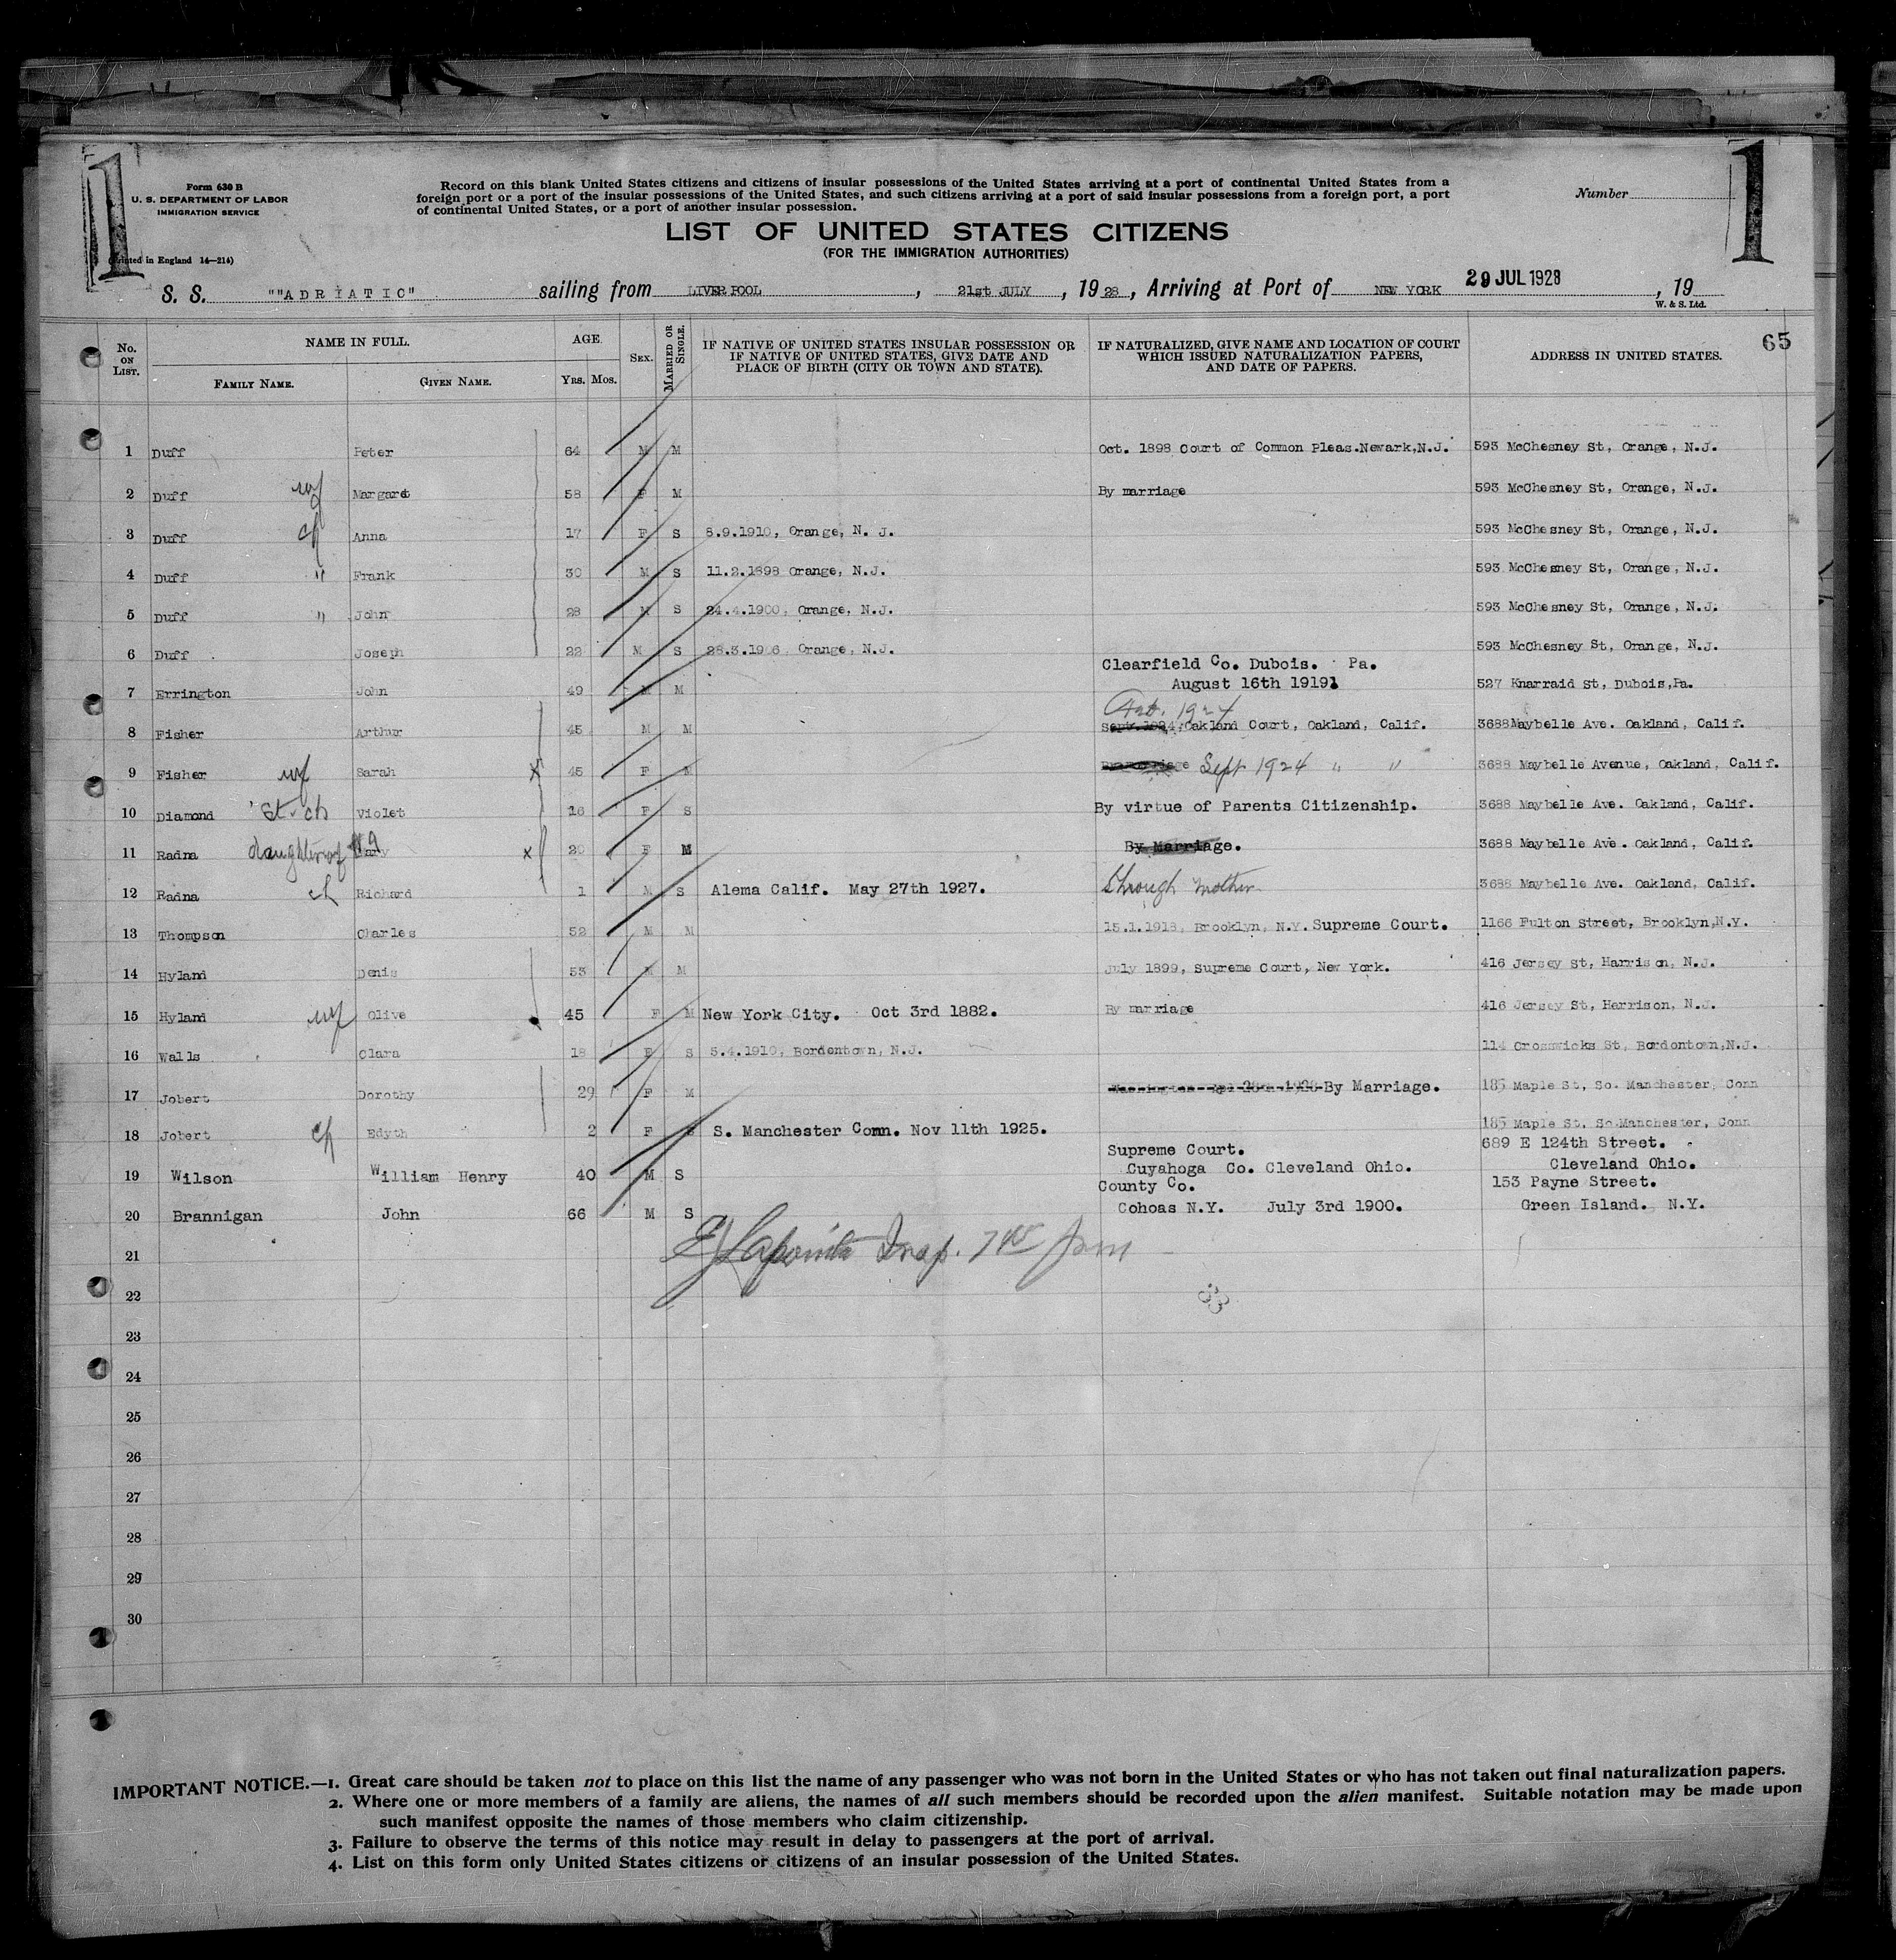 1 1
Form 630 B
U. S. DEPARTMENT OF LABOR
IMMIGRATION SERVICE
(Printed in England 14—214)
Record on this blank United States citizens and citizens of insular possessions of the United States arriving at a port of continental United States from a
foreign port or a port of the insular possessions of the United States, and such citizens arriving at a port of said insular possessions from a foreign port, a port
of continental United States, or a port of another insular possession.
Number
LIST OF UNITED STATES CITIZENS
(FOR THE IMMIGRATION AUTHORITIES)
S. S. ""ADRIATIC" sailing from LIVERPOOL, 21st JULY, 1928, Arriving at Port of NEW YORK 29 JUL 1928, 19
W. & S. Ltd.
65
No. ON LIST. NAME IN FULL. FAMILY NAME. GIVEN NAME. AGE. YRS. MOS. SEX. MARRIED OR SINGLE. IF NATIVE OF UNITED STATES INSULAR POSSESSION OR IF NATIVE OF UNITED STATES, GIVE DATE AND PLACE OF BIRTH (CITY OR TOWN AND STATE). IF NATURALIZED, GIVE NAME AND LOCATION OF COURT WHICH ISSUED NATURALIZATION PAPERS, AND DATE OF PAPERS. ADDRESS IN UNITED STATES.
1 Duff Peter 64 M M Oct. 1898 Court of Common Pleas.Newark,N.J. 593 McChesney St, Orange, N.J.
2 Duff wf Margaret 58 F M By marriage 593 McChesney St, Orange, N.J.
3 Duff ch Anna 17 F S 8.9.1910, Orange, N. J. 593 McChesney St, Orange, N.J.
4 Duff " Frank 30 M S 11.2.1898 Orange, N.J. 593 McChesney St, Orange, N.J.
5 Duff " John 28 M S 24.4.1900, Orange, N.J. 593 McChesney St, Orange, N.J.
6 Duff Joseph 22 M S 28.3.1906 Orange, N.J. 593 McChesney St, Orange, N.J.
Clearfield Co. Dubois. Pa.
7 Errington John 49 M M August 16th 1919 527 Knarraid St, Dubois,Pa.
1924
8 Fisher Arthur 45 M M Sept.1924,Oakland Court, Oakland, Calif. 3688Maybelle Ave. Oakland, Calif.
9 Fisher wf Sarah X 45 F M Sept 1924 " " 3688 Maybelle Avenue, Oakland, Calif.
10 Diamond St-ch Violet 16 F S By virtue of Parents Citizenship. 3688 Maybelle Ave. Oakland, Calif.
11 Radna daughter of #9 Mary x 20 F M By Marriage. 3688 Maybelle Ave. Oakland, Calif.
12 Radna ch Richard 1 M S Alema Calif. May 27th 1927. through mother 3688 Maybelle Ave. Oakland, Calif.
13 Thompson Charles 52 M M 15.1.1918, Brooklyn, N.Y. Supreme Court. 1166 Fulton Street, Brooklyn,N.Y.
14 Hyland Denis 53 M M July 1899, Supreme Court, New York. 416 Jersey St, Harrison, N.J.
15 Hyland wf Olive 45 F M New York City. Oct 3rd 1882. By marriage 416 Jersey St, Harrison, N.J.
16 Walls Clara 18 F S 5.4.1910, Bordentown, N.J. 114 Crosswicks St, Bordontown,N.J.
17 Jobert Dorothy 29 F M By Marriage. 185 Maple St, So. Manchester, Conn
18 Jobert ch Edyth 2 F S S. Manchester Conn. Nov 11th 1925. 185 Maple St. So.Manchester, Conn
Supreme Court. 689 E 124th Street.
19 Wilson William Henry 40 M S Cuyahoga Co. Cleveland Ohio. Cleveland Ohio.
County Co. 153 Payne Street.
20 Brannigan John 66 M S Cohoas N.Y. July 3rd 1900. Green Island. N.Y.
21 Insp.
22
23
24
25
26
27
28
29
30
IMPORTANT NOTICE.—1. Great care should be taken not to place on this list the name of any passenger who was not born in the United States or who has not taken out final naturalization papers.
2. Where one or more members of a family are aliens, the names of all such members should be recorded upon the alien manifest. Suitable notation may be made upon
such manifest opposite the names of those members who claim citizenship.
3. Failure to observe the terms of this notice may result in delay to passengers at the port of arrival.
4. List on this form only United States citizens or citizens of an insular possession of the United States.